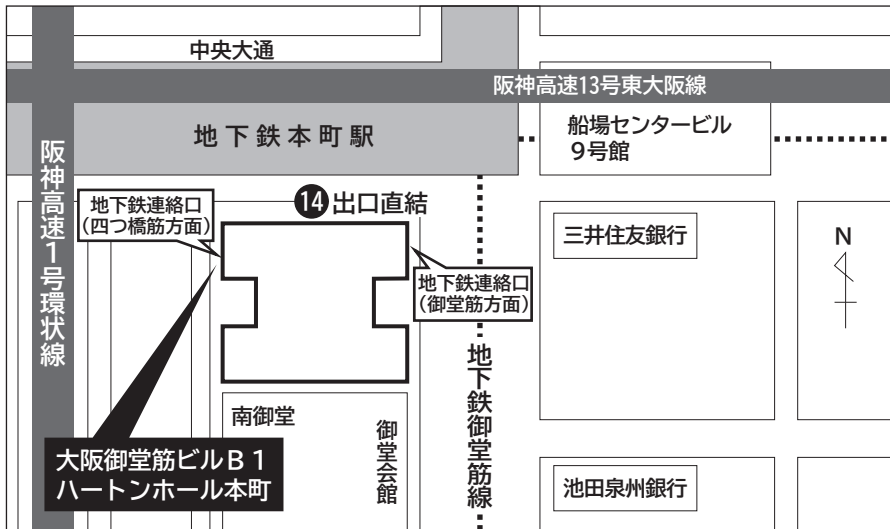 中央大通
阪神高速13号東大阪線
地下鉄本町駅
船場センタービル
9号館
阪神高速1号環状線
地下鉄連絡口
(四つ橋筋方面)
⓮出口直結
三井住友銀行
N
地下鉄連絡口
(御堂筋方面)
地下鉄御堂筋線
南御堂
御堂会館
大阪御堂筋ビルB1
ハートンホール本町
池田泉州銀行